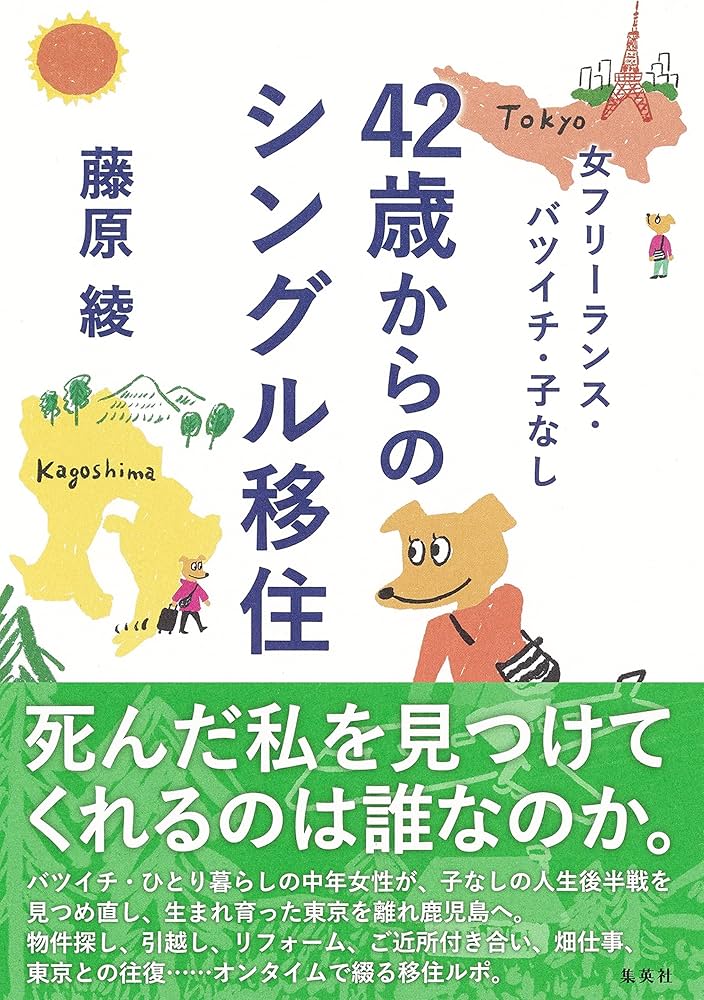 女フリーランス・
バツイチ・子なし
42歳からの
シングル移住
藤原 綾
Tokyo
Kagoshima
死んだ私を見つけて
くれるのは誰なのか。
バツイチ・ひとり暮らしの中年女性が、子なしの人生後半戦を
見つめ直し、生まれ育った東京を離れ鹿児島へ。
物件探し、引越し、リフォーム、ご近所付き合い、畑仕事、
東京との往復……オンタイムで綴る移住ルポ。
集英社